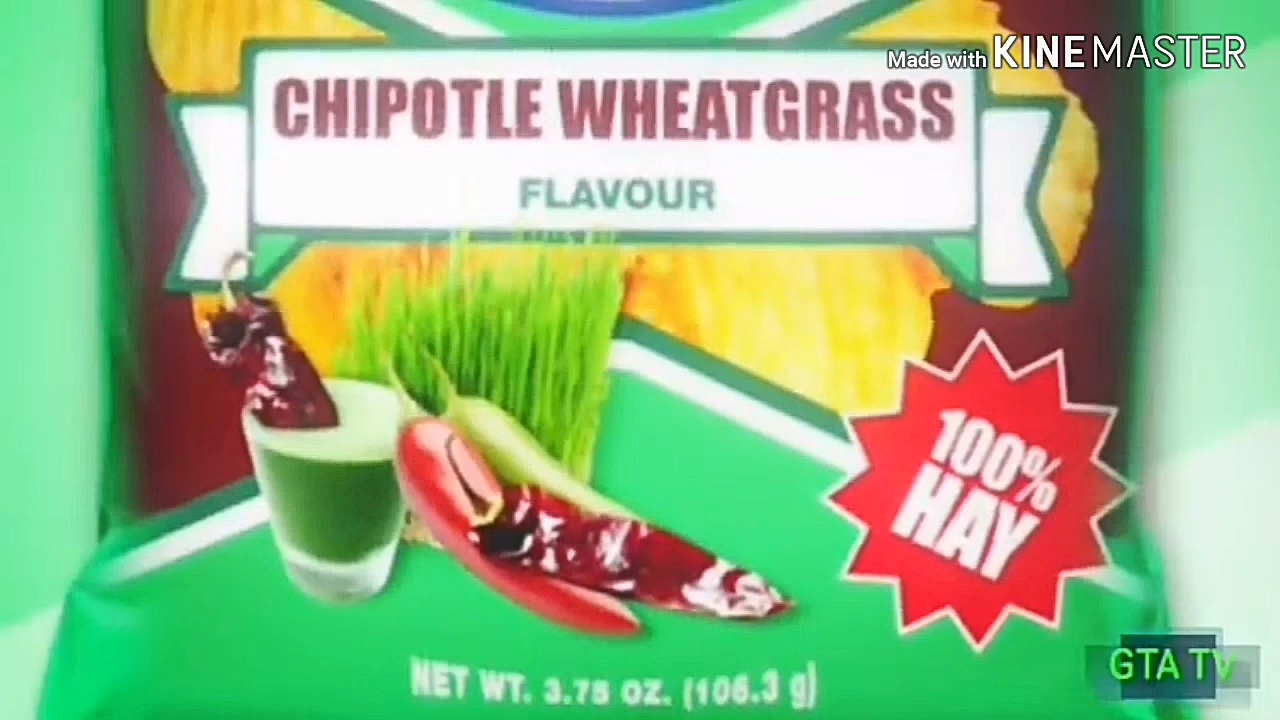 Made with KINEMASTER
CHIPOTLE WHEATGRASS
FLAVOUR
100%
HAY
NET WT. 3.75 OZ. (106.3 g)
GTA TV